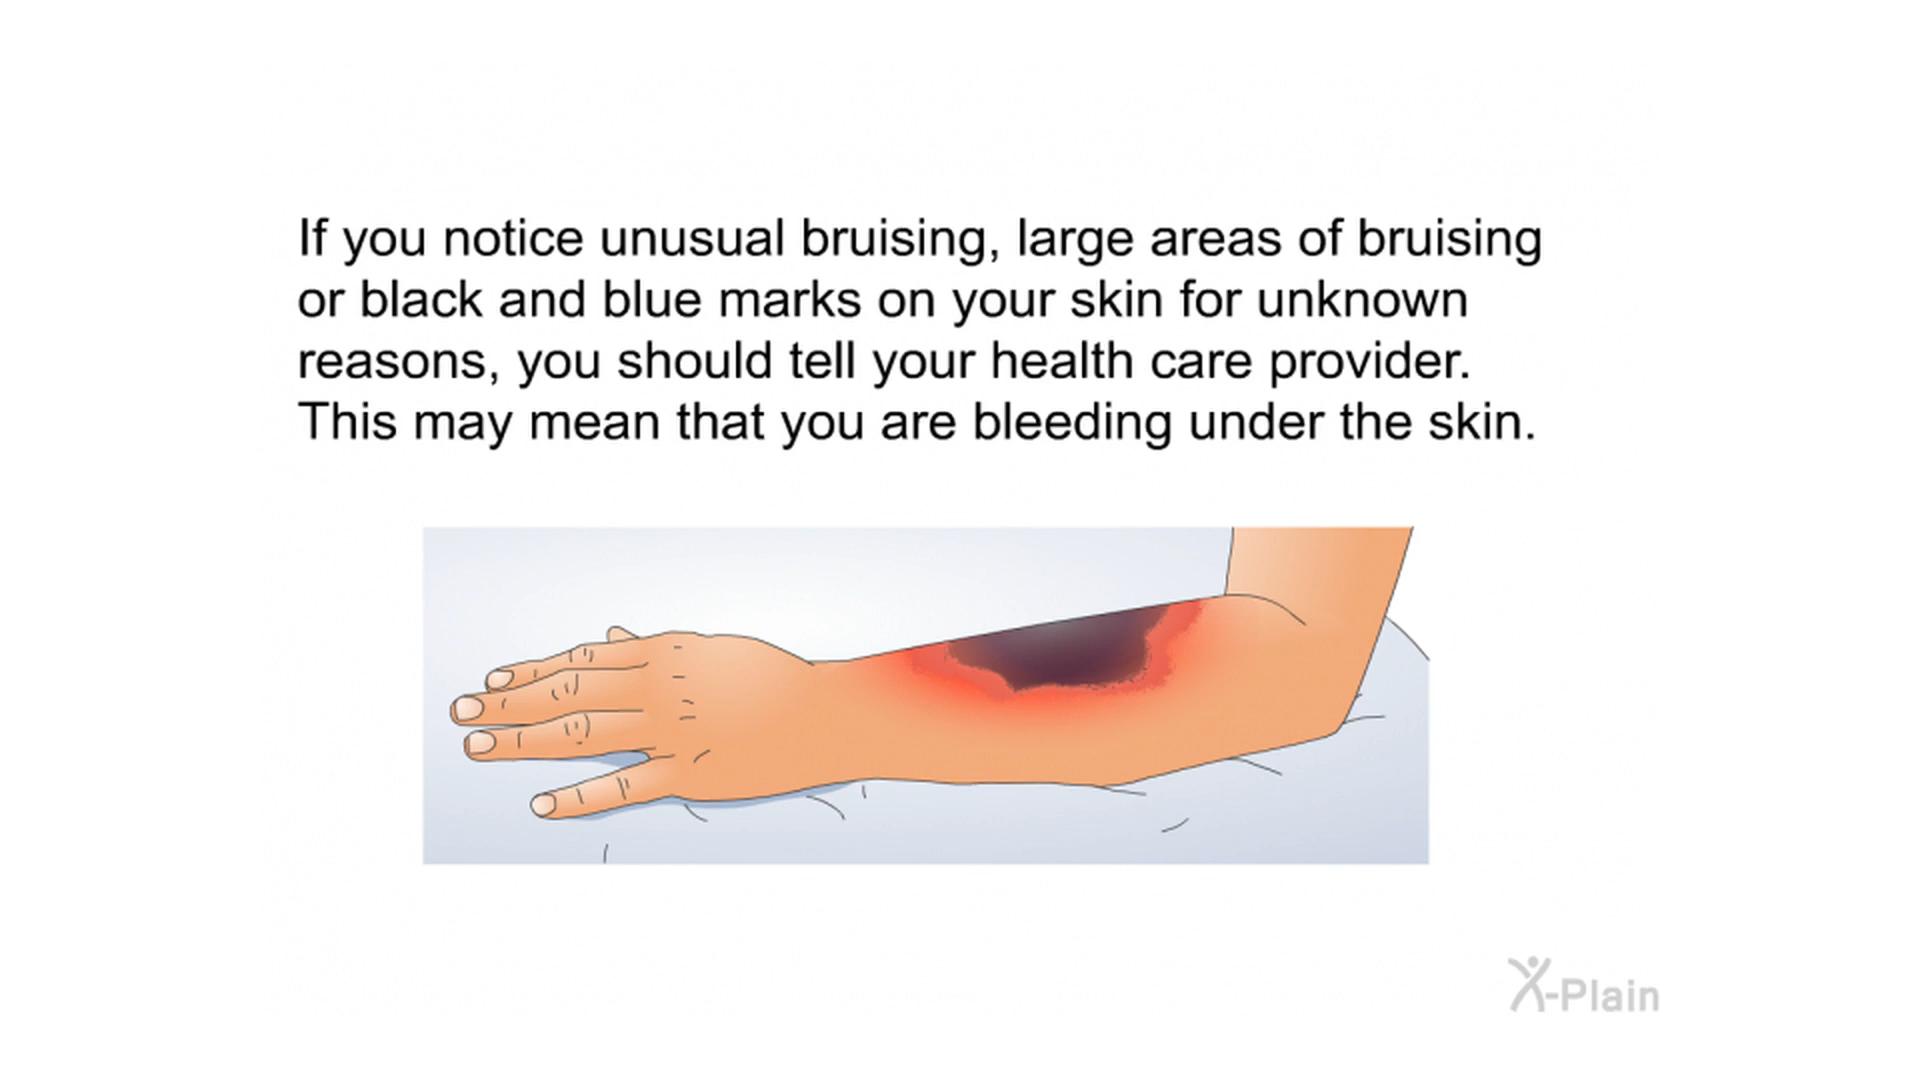 If you notice unusual bruising, large areas of bruising
or black and blue marks on your skin for unknown
reasons, you should tell your health care provider.
This may mean that you are bleeding under the skin.
X-Plain